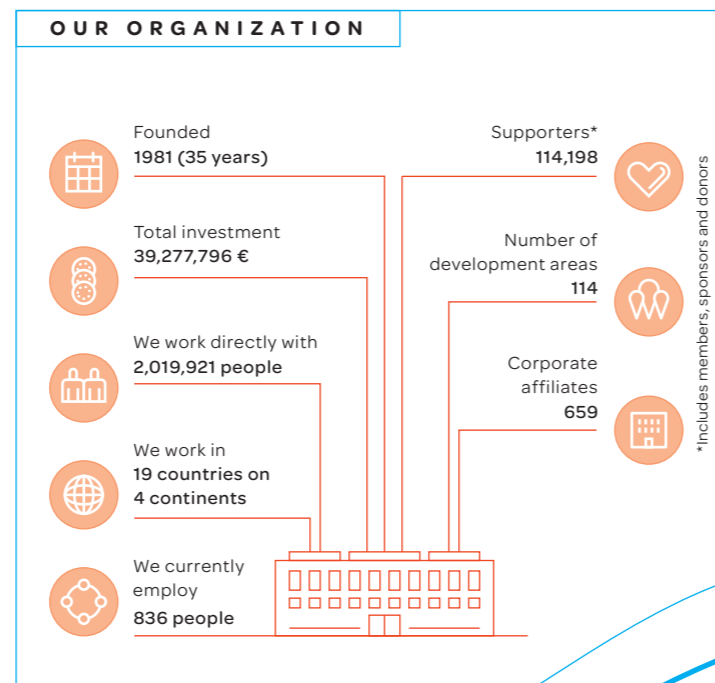 OUR ORGANIZATION
Founded
1981 (35 years)
Total investment
39,277,796 €
We work directly with
2,019,921 people
We work in
19 countries on
4 continents
We currently
employ
836 people
Supporters*
114,198
Number of
development areas
114
Corporate
affiliates
659
*Includes members, sponsors and donors